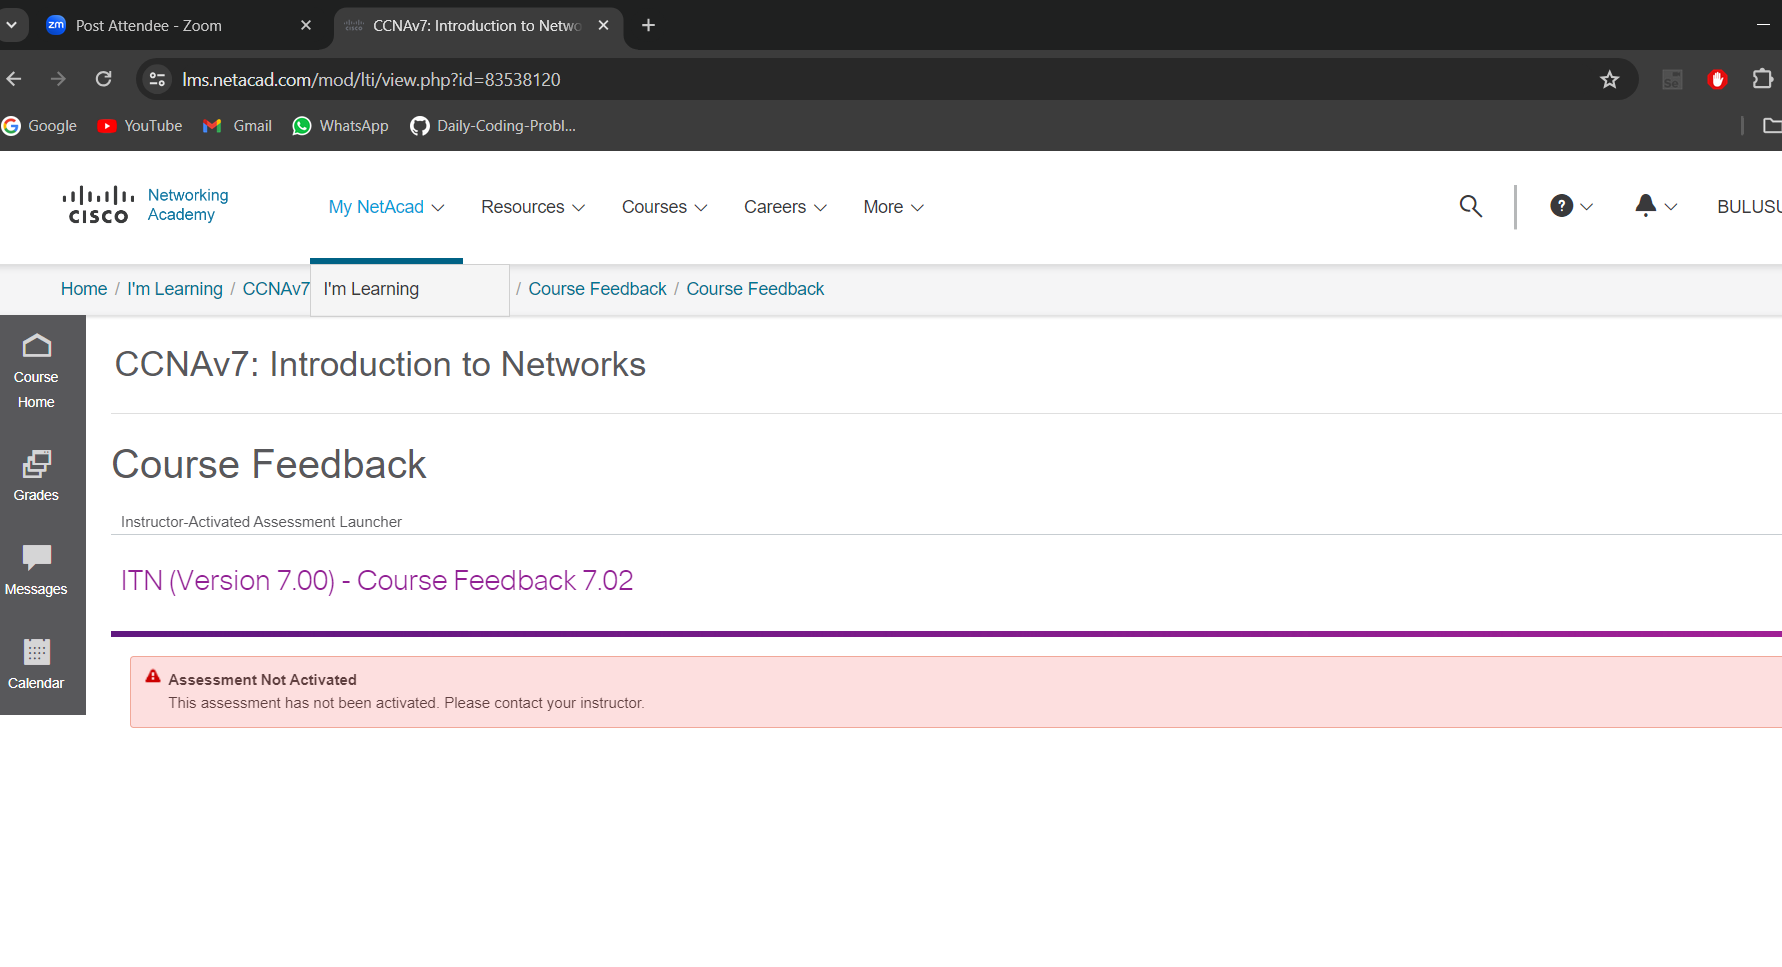 zm Post Attendee - Zoom
CISCO CCNAv7: Introduction to Netwo
lms.netacad.com/mod/lti/view.php?id=83538120
Se
Google YouTube Gmail WhatsApp Daily-Coding-Probl...
CISCO Networking Academy
My NetAcad Resources Courses Careers More ? BULUSU
Home / I'm Learning / CCNAv7 I'm Learning / Course Feedback / Course Feedback
Course Home
Grades
Messages
Calendar
CCNAv7: Introduction to Networks
Course Feedback
Instructor-Activated Assessment Launcher
ITN (Version 7.00) - Course Feedback 7.02
Assessment Not Activated
This assessment has not been activated. Please contact your instructor.